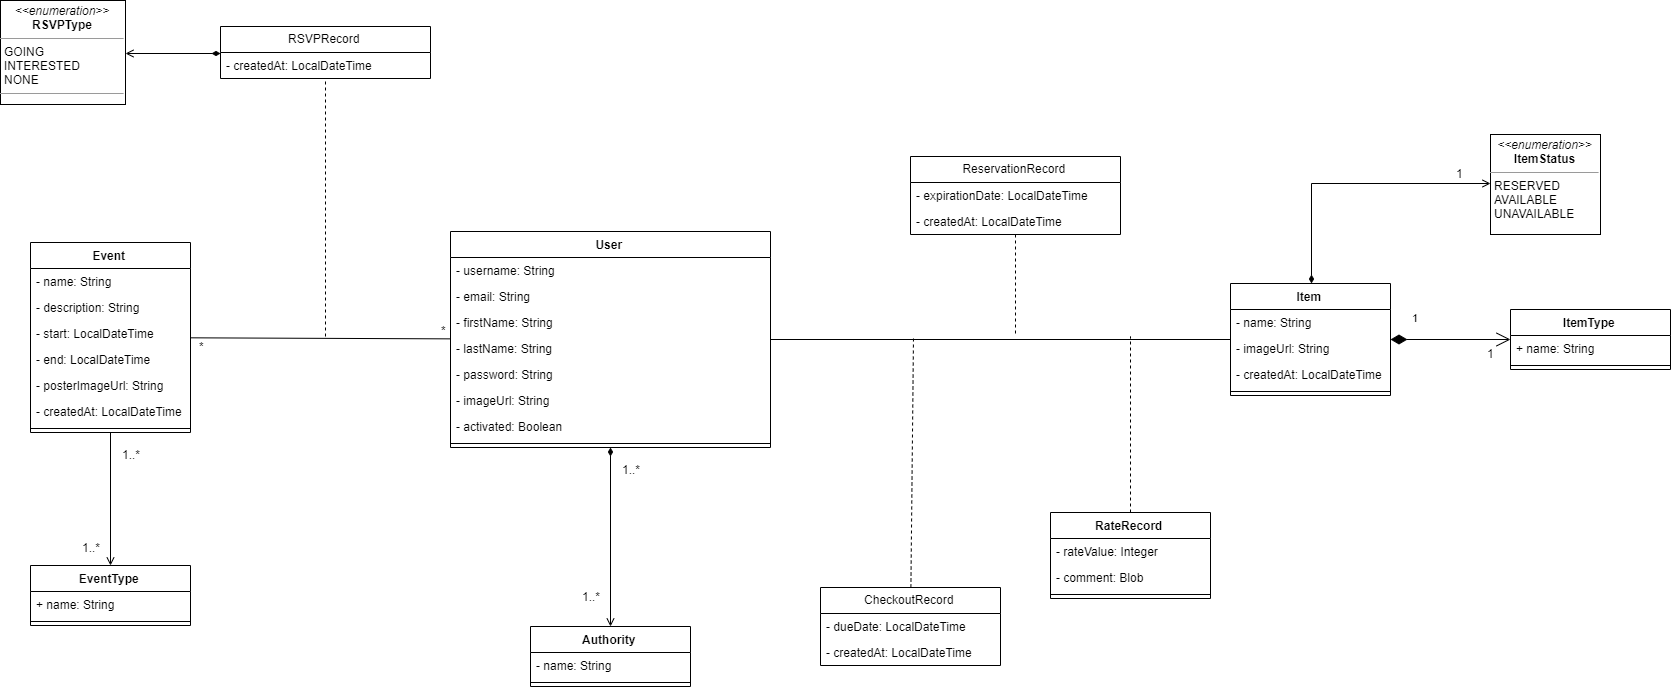 <<enumeration>>
RSVPType
GOING
INTERESTED
NONE
RSVPRecord
- createdAt: LocalDateTime
ReservationRecord
- expirationDate: LocalDateTime
- createdAt: LocalDateTime
<<enumeration>>
ItemStatus
RESERVED
AVAILABLE
UNAVAILABLE
1
Event
- name: String
- description: String
- start: LocalDateTime
- end: LocalDateTime
- posterImageUrl: String
- createdAt: LocalDateTime
*
*
User
- username: String
- email: String
- firstName: String
- lastName: String
- password: String
- imageUrl: String
- activated: Boolean
Item
- name: String
- imageUrl: String
- createdAt: LocalDateTime
1
1
ItemType
+ name: String
1..*
1..*
EventType
+ name: String
1..*
1..*
Authority
- name: String
CheckoutRecord
- dueDate: LocalDateTime
- createdAt: LocalDateTime
RateRecord
- rateValue: Integer
- comment: Blob